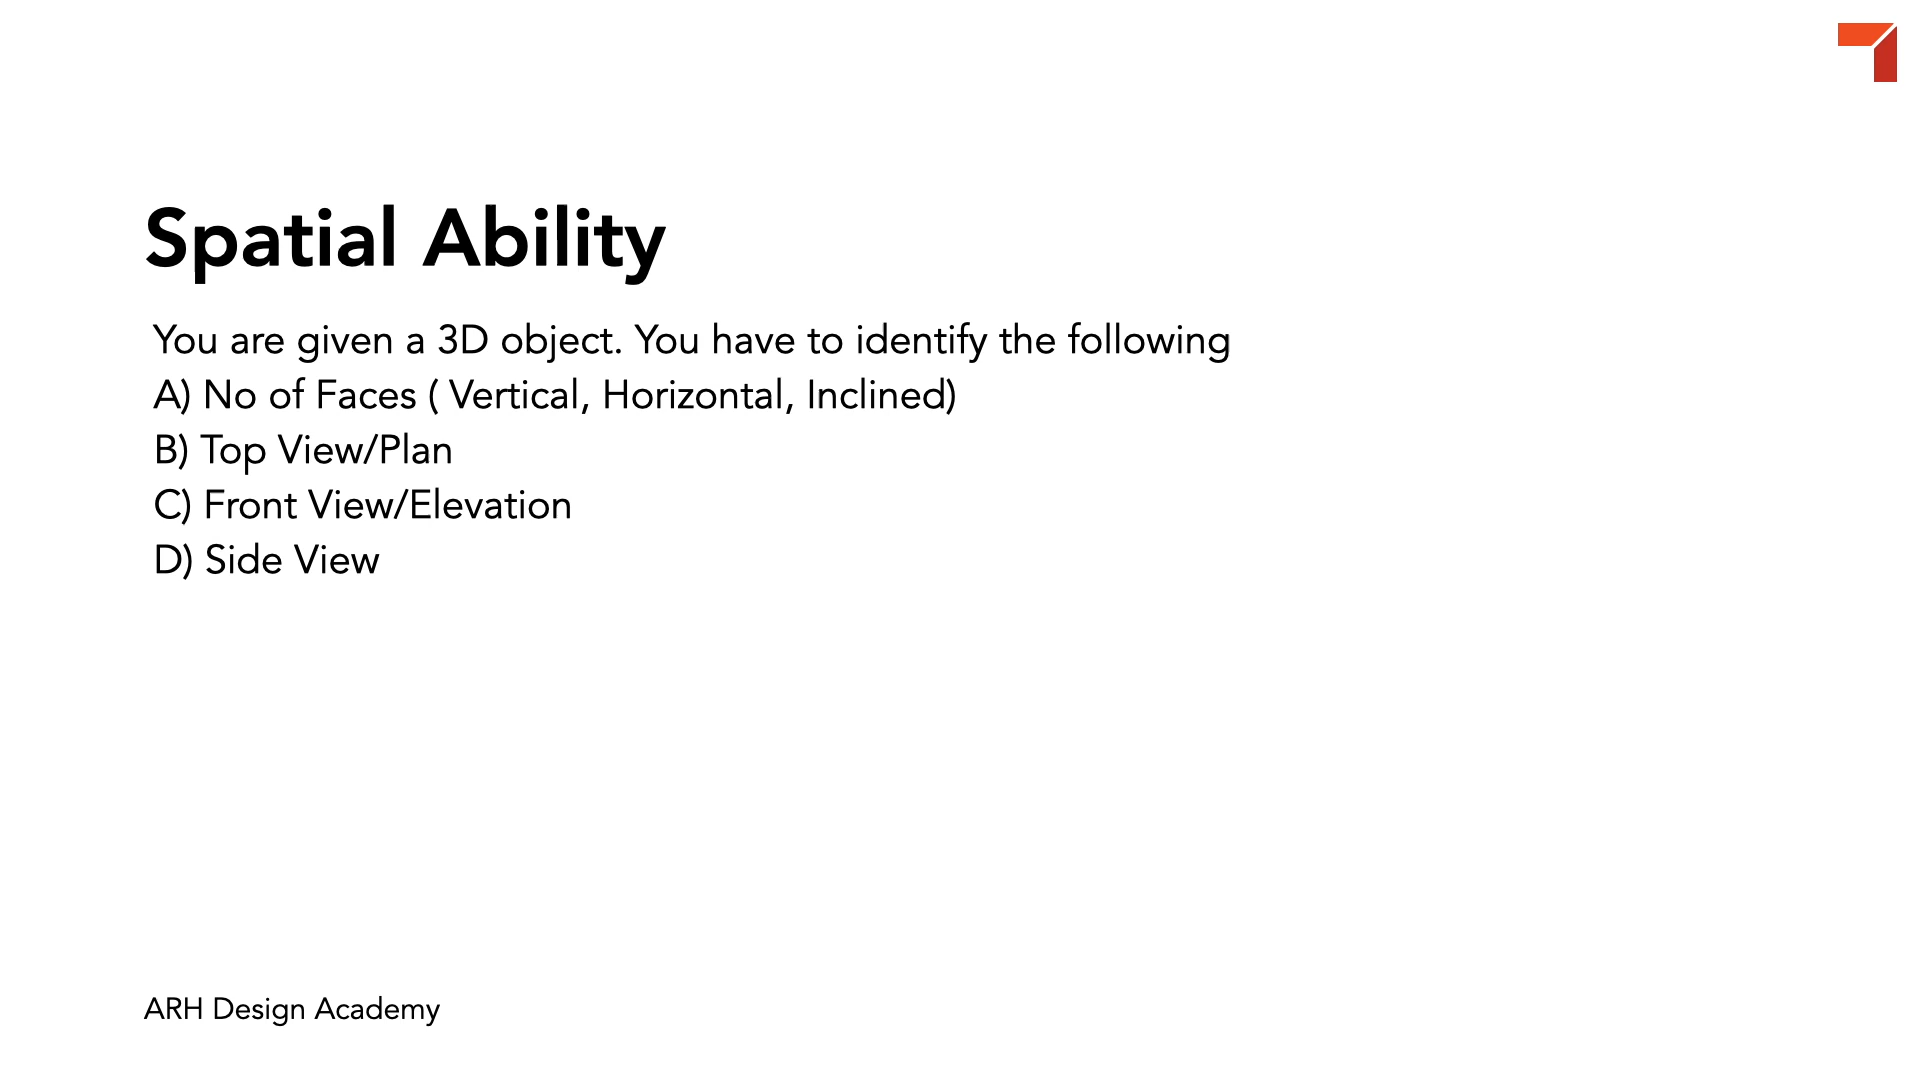 Spatial Ability
You are given a 3D object. You have to identify the following
A) No of Faces ( Vertical, Horizontal, Inclined)
B) Top View/Plan
C) Front View/Elevation
D) Side View
ARH Design Academy